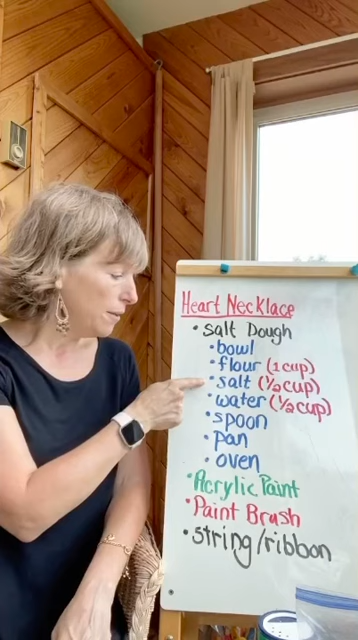 Heart Necklace
• Salt Dough
• bowl
• flour (1 cup)
• salt (1/2 cup)
• water (1/2 cup)
• spoon
• pan
• oven
• Acrylic Paint
• Paint Brush
• string/ribbon